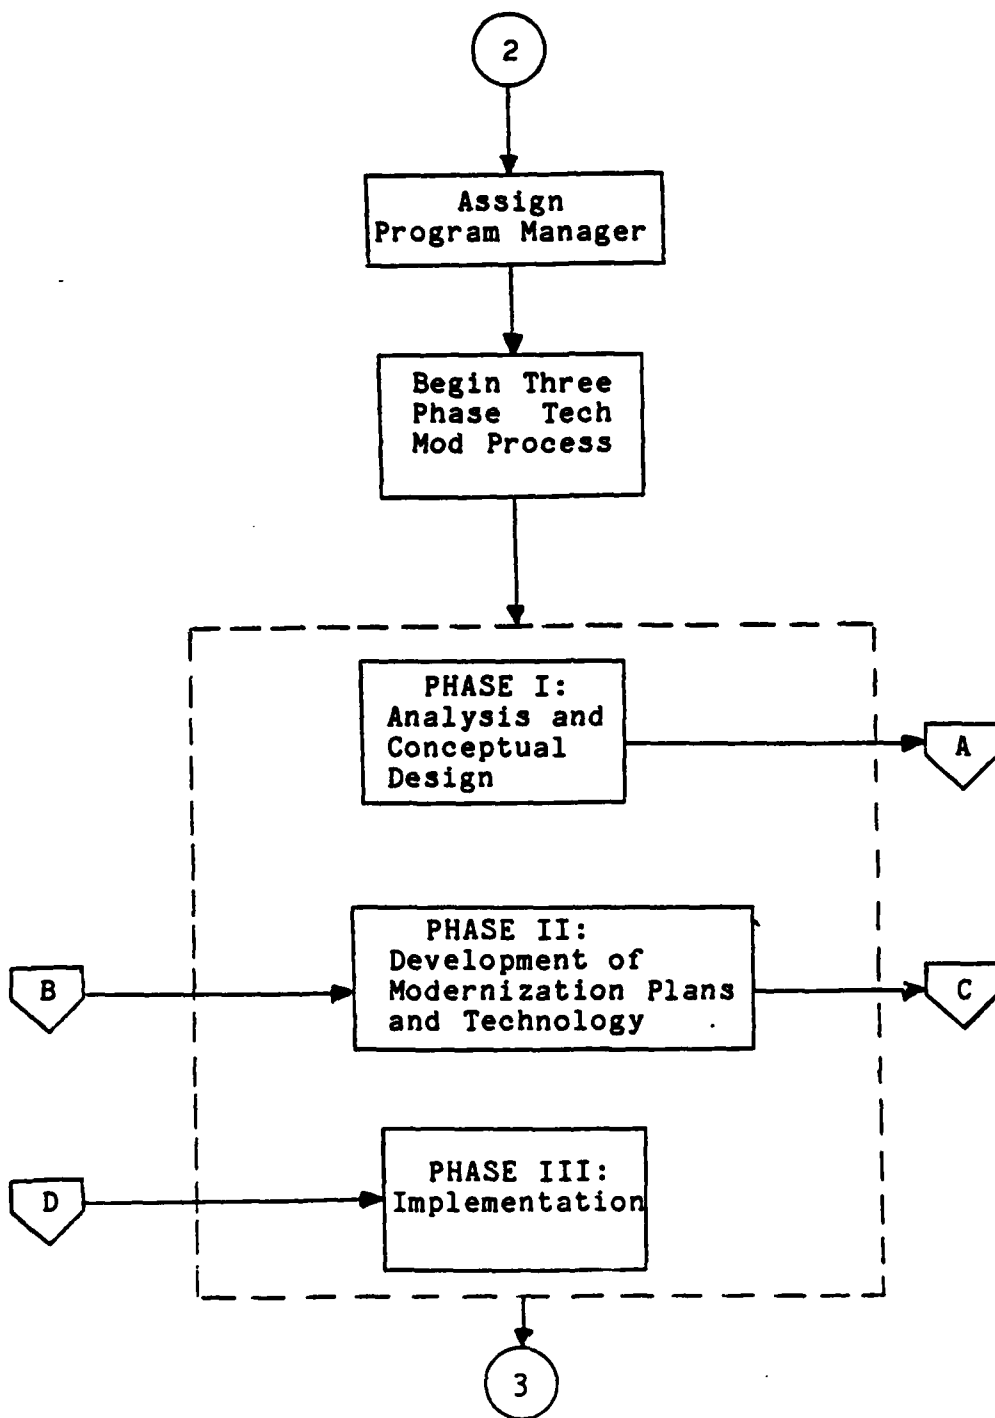 2
Assign
Program Manager
Begin Three
Phase Tech
Mod Process
PHASE I:
Analysis and
Conceptual
Design
A
PHASE II:
Development of
Modernization Plans
and Technology
B
C
PHASE III:
Implementation
D
3